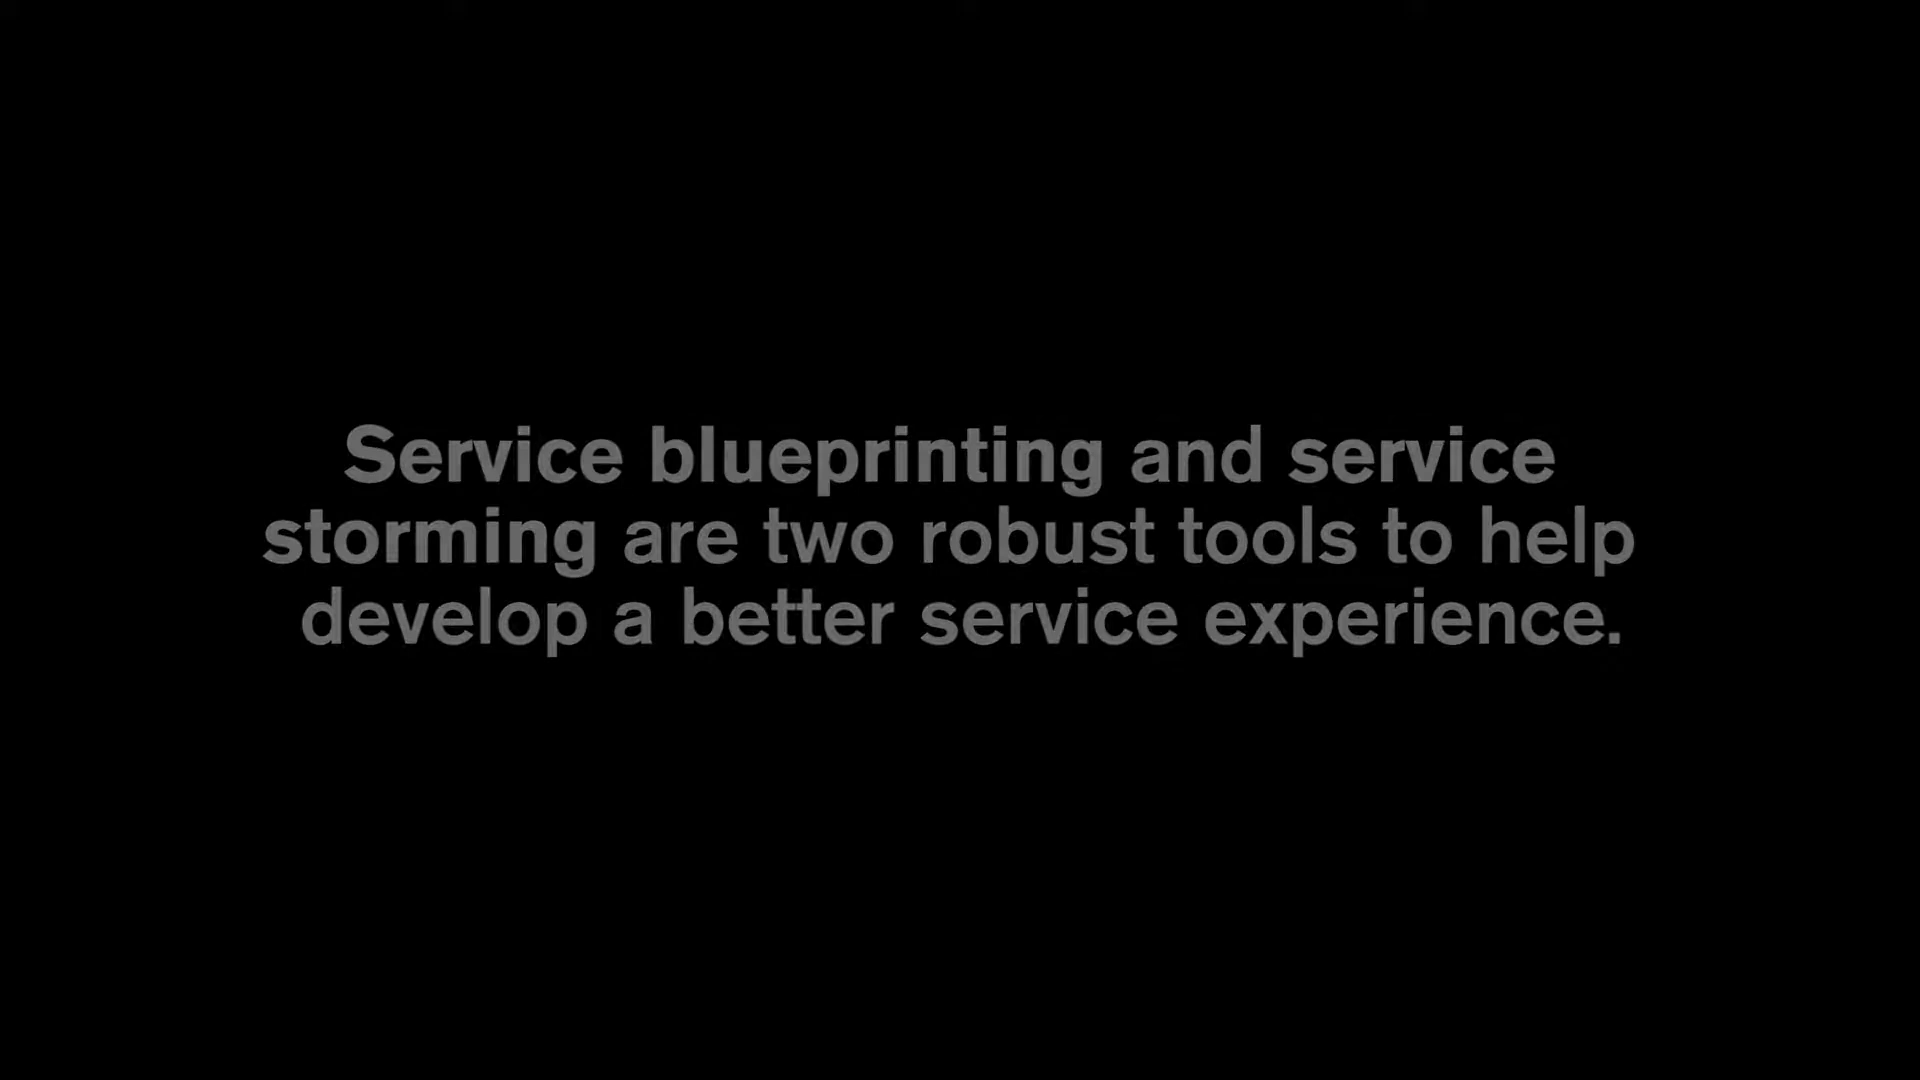 Service blueprinting and service
storming are two robust tools to help
develop a better service experience.